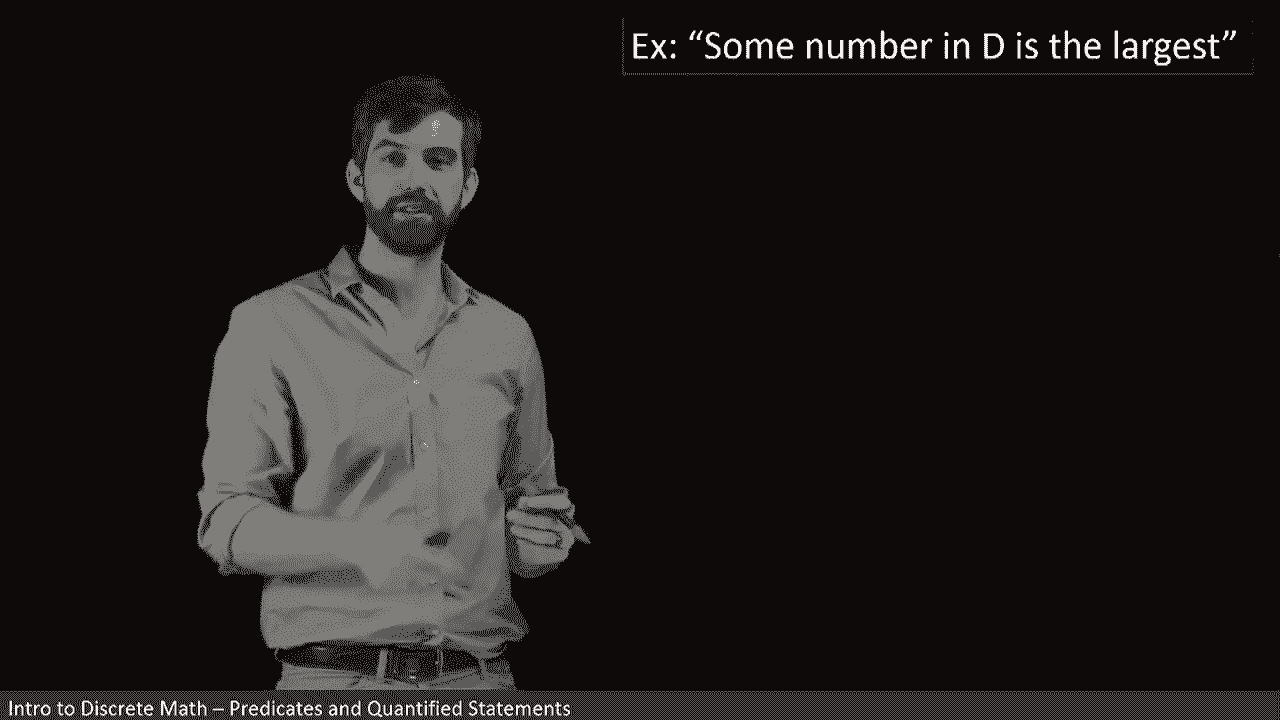 Ex: “Some number in D is the largest”
Intro to Discrete Math – Predicates and Quantified Statements